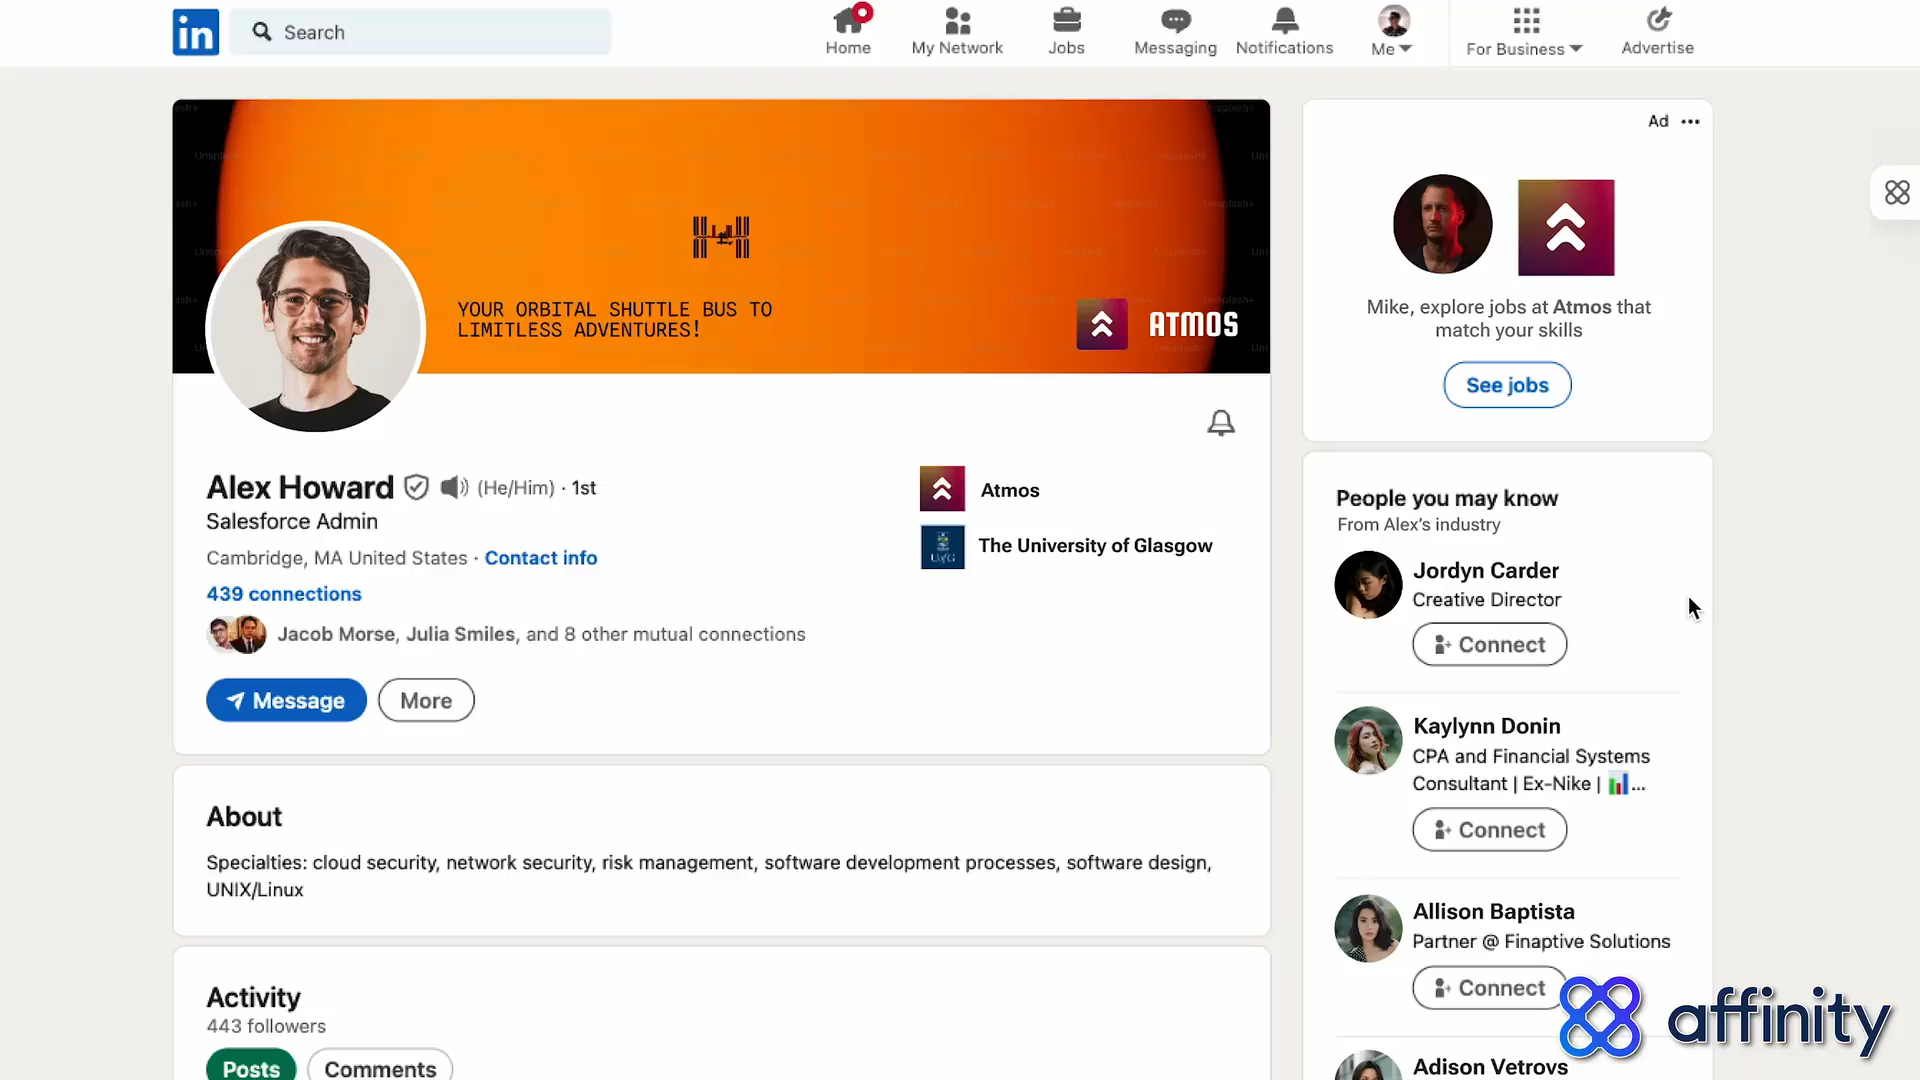 in
Search
Home
My Network
Jobs
Messaging
Notifications
Me
For Business
Advertise
YOUR ORBITAL SHUTTLE BUS TO
LIMITLESS ADVENTURES!
ATMOS
Alex Howard (He/Him) · 1st
Salesforce Admin
Cambridge, MA United States · Contact info
439 connections
Jacob Morse, Julia Smiles, and 8 other mutual connections
Message
More
Atmos
UofG
The University of Glasgow
About
Specialties: cloud security, network security, risk management, software development processes, software design,
UNIX/Linux
Activity
443 followers
Posts
Comments
Ad
Mike, explore jobs at Atmos that
match your skills
See jobs
People you may know
From Alex's industry
Jordyn Carder
Creative Director
Connect
Kaylynn Donin
CPA and Financial Systems
Consultant | Ex-Nike | ...
Connect
Allison Baptista
Partner @ Finaptive Solutions
Connect
Adison Vetrovs
affinity